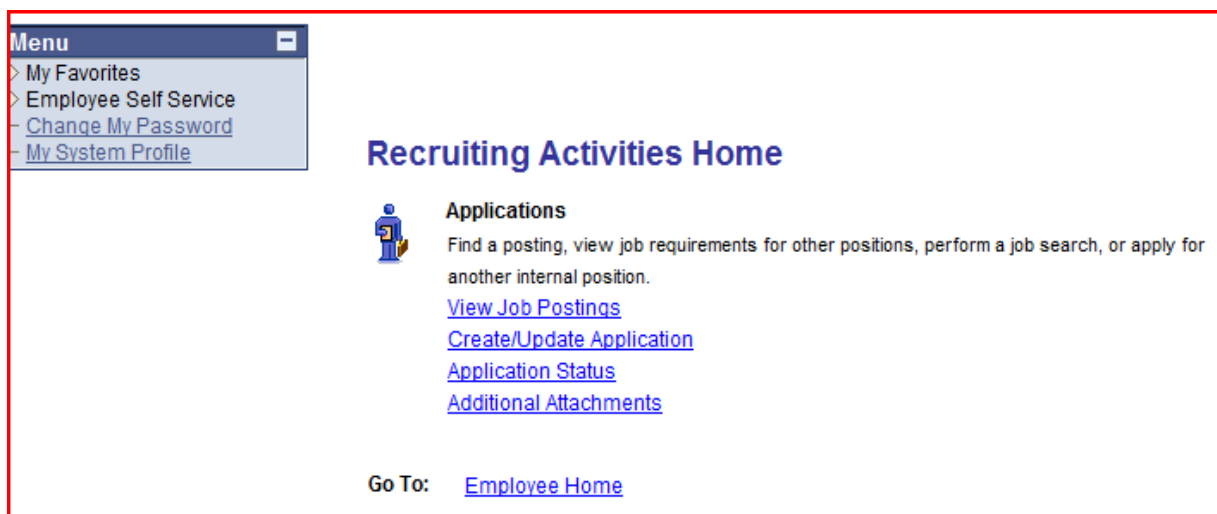 Menu
My Favorites
Employee Self Service
Change My Password
My System Profile
Recruiting Activities Home
Applications
Find a posting, view job requirements for other positions, perform a job search, or apply for
another internal position.
View Job Postings
Create/Update Application
Application Status
Additional Attachments
Go To: Employee Home